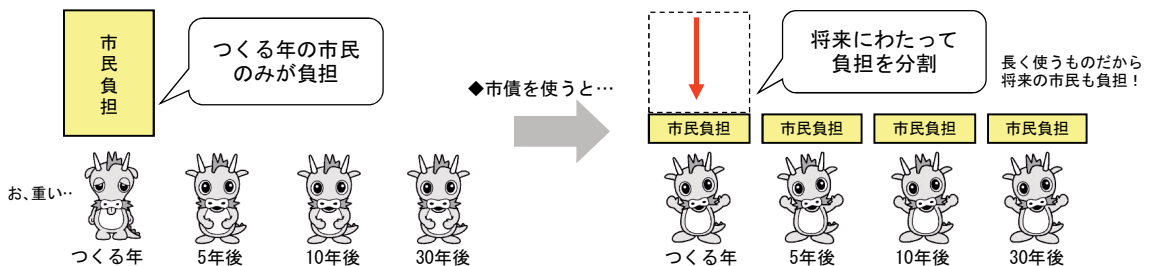 市民負担
つくる年の市民
のみが負担
お、重い‥
つくる年
5年後
10年後
30年後
◆市債を使うと…
将来にわたって
負担を分割
長く使うものだから
将来の市民も負担！
市民負担
市民負担
市民負担
市民負担
つくる年
5年後
10年後
30年後